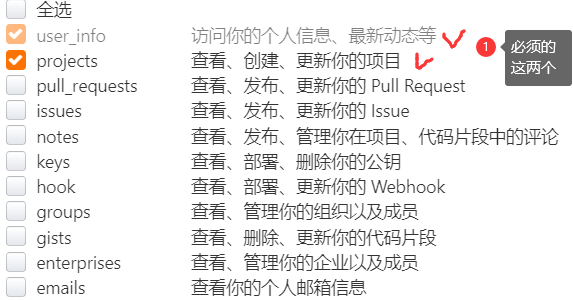 全选
user_info 访问你的个人信息、最新动态等
projects 查看、创建、更新你的项目
1 必须的
这两个
pull_requests 查看、发布、更新你的 Pull Request
issues 查看、发布、更新你的 Issue
notes 查看、发布、管理你在项目、代码片段中的评论
keys 查看、部署、删除你的公钥
hook 查看、部署、更新你的 Webhook
groups 查看、管理你的组织以及成员
gists 查看、删除、更新你的代码片段
enterprises 查看、管理你的企业以及成员
emails 查看你的个人邮箱信息